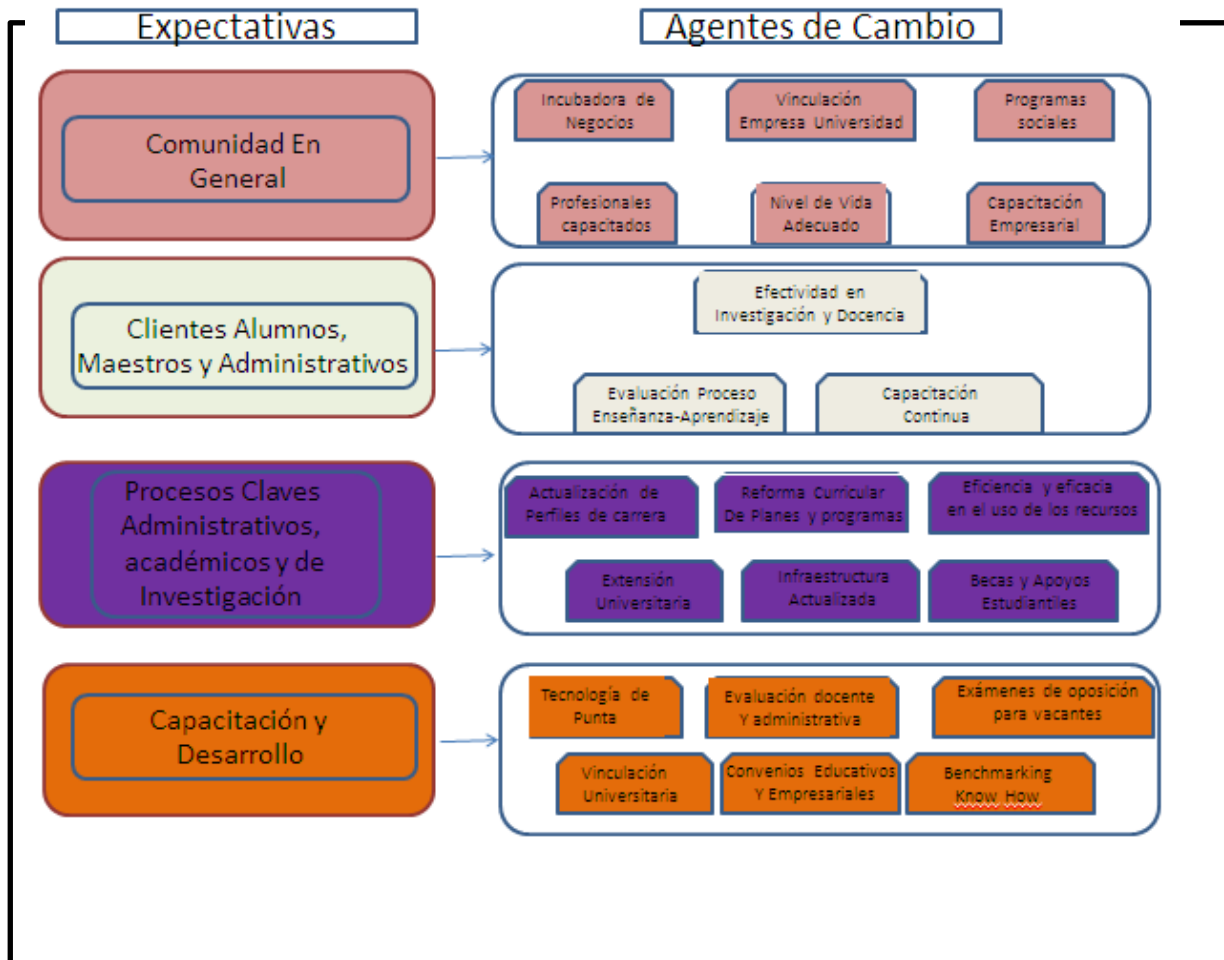 Expectativas
Agentes de Cambio
Comunidad En
General
Incubadora de
Negocios
Vinculación
Empresa Universidad
Programas
sociales
Profesionales
capacitados
Nivel de Vida
Adecuado
Capacitación
Empresarial
Clientes Alumnos,
Maestros y Administrativos
Efectividad en
Investigación y Docencia
Evaluación Proceso
Enseñanza-Aprendizaje
Capacitación
Continua
Procesos Claves
Administrativos,
académicos y de
Investigación
Actualización de
Perfiles de carrera
Reforma Curricular
De Planes y programas
Eficiencia y eficacia
en el uso de los recursos
Extensión
Universitaria
Infraestructura
Actualizada
Becas y Apoyos
Estudiantiles
Capacitación y
Desarrollo
Tecnología de
Punta
Evaluación docente
Y administrativa
Exámenes de oposición
para vacantes
Vinculación
Universitaria
Convenios Educativos
Y Empresariales
Benchmarking
Know How